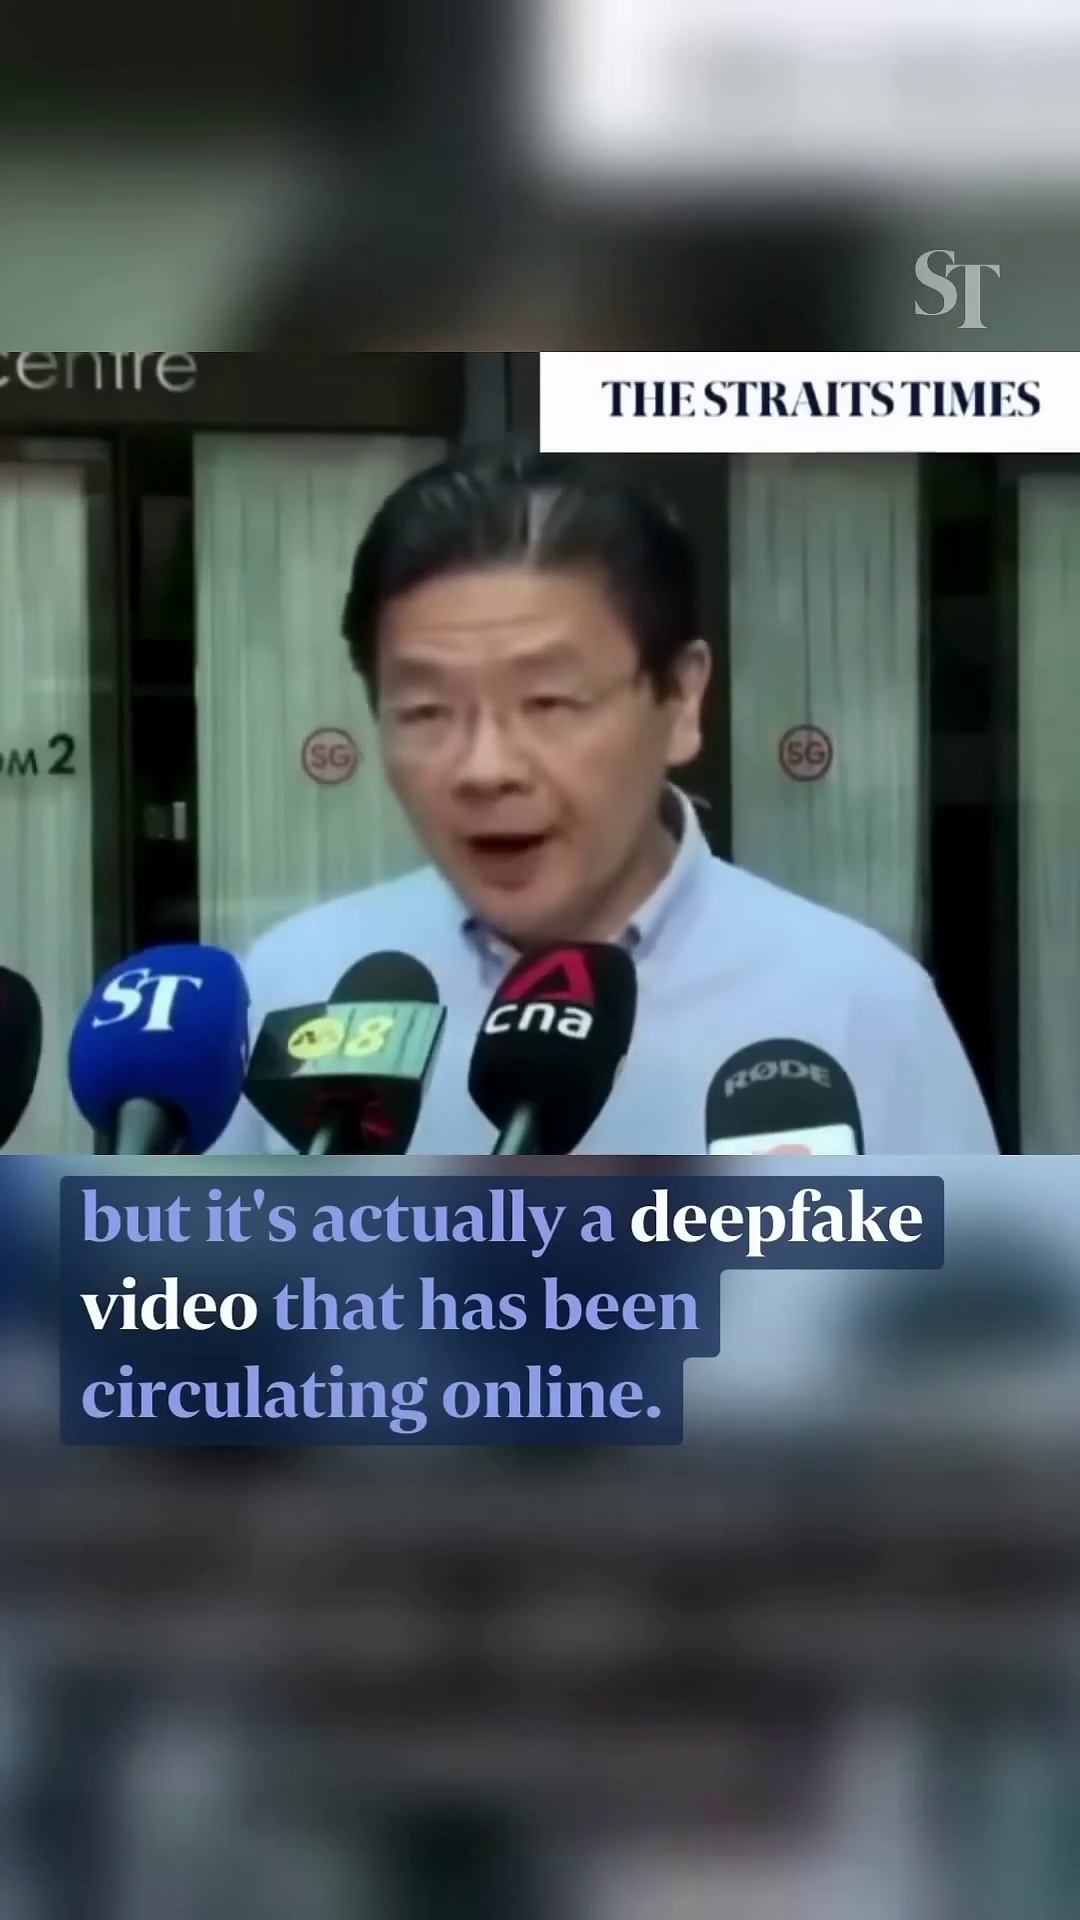 ST
centre
THE STRAITS TIMES
OM 2
SG
SG
ST
8
cna
RØDE
but it's actually a deepfake
video that has been
circulating online.